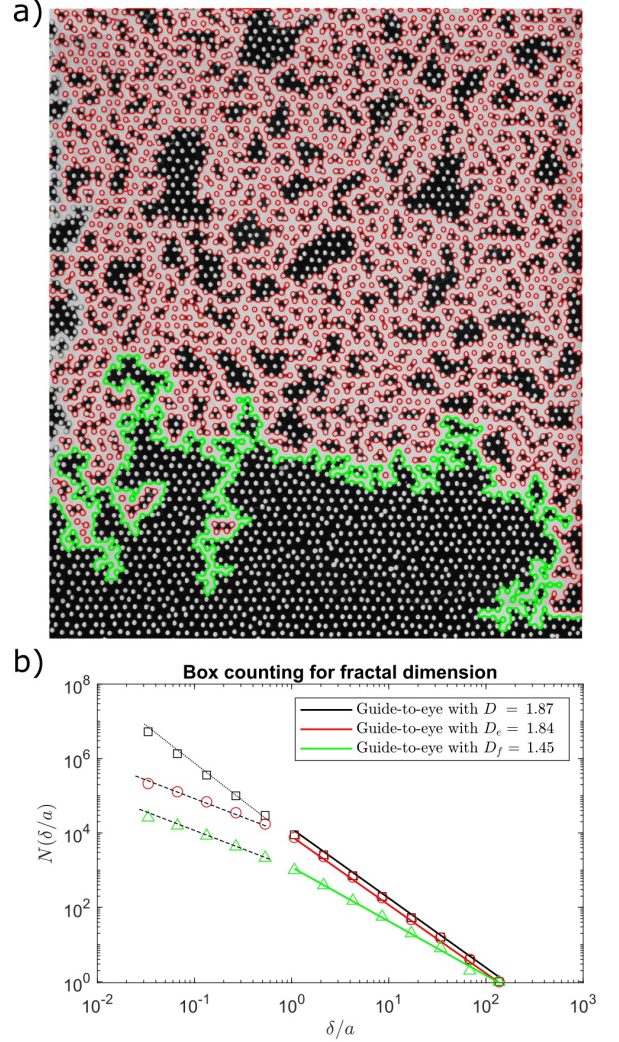 a)
b)
Box counting for fractal dimension
10^8
10^6
10^4
10^2
10^0
N(δ/a)
Guide-to-eye with D = 1.87
Guide-to-eye with D_e = 1.84
Guide-to-eye with D_f = 1.45
10^-2 10^-1 10^0 10^1 10^2 10^3
δ/a